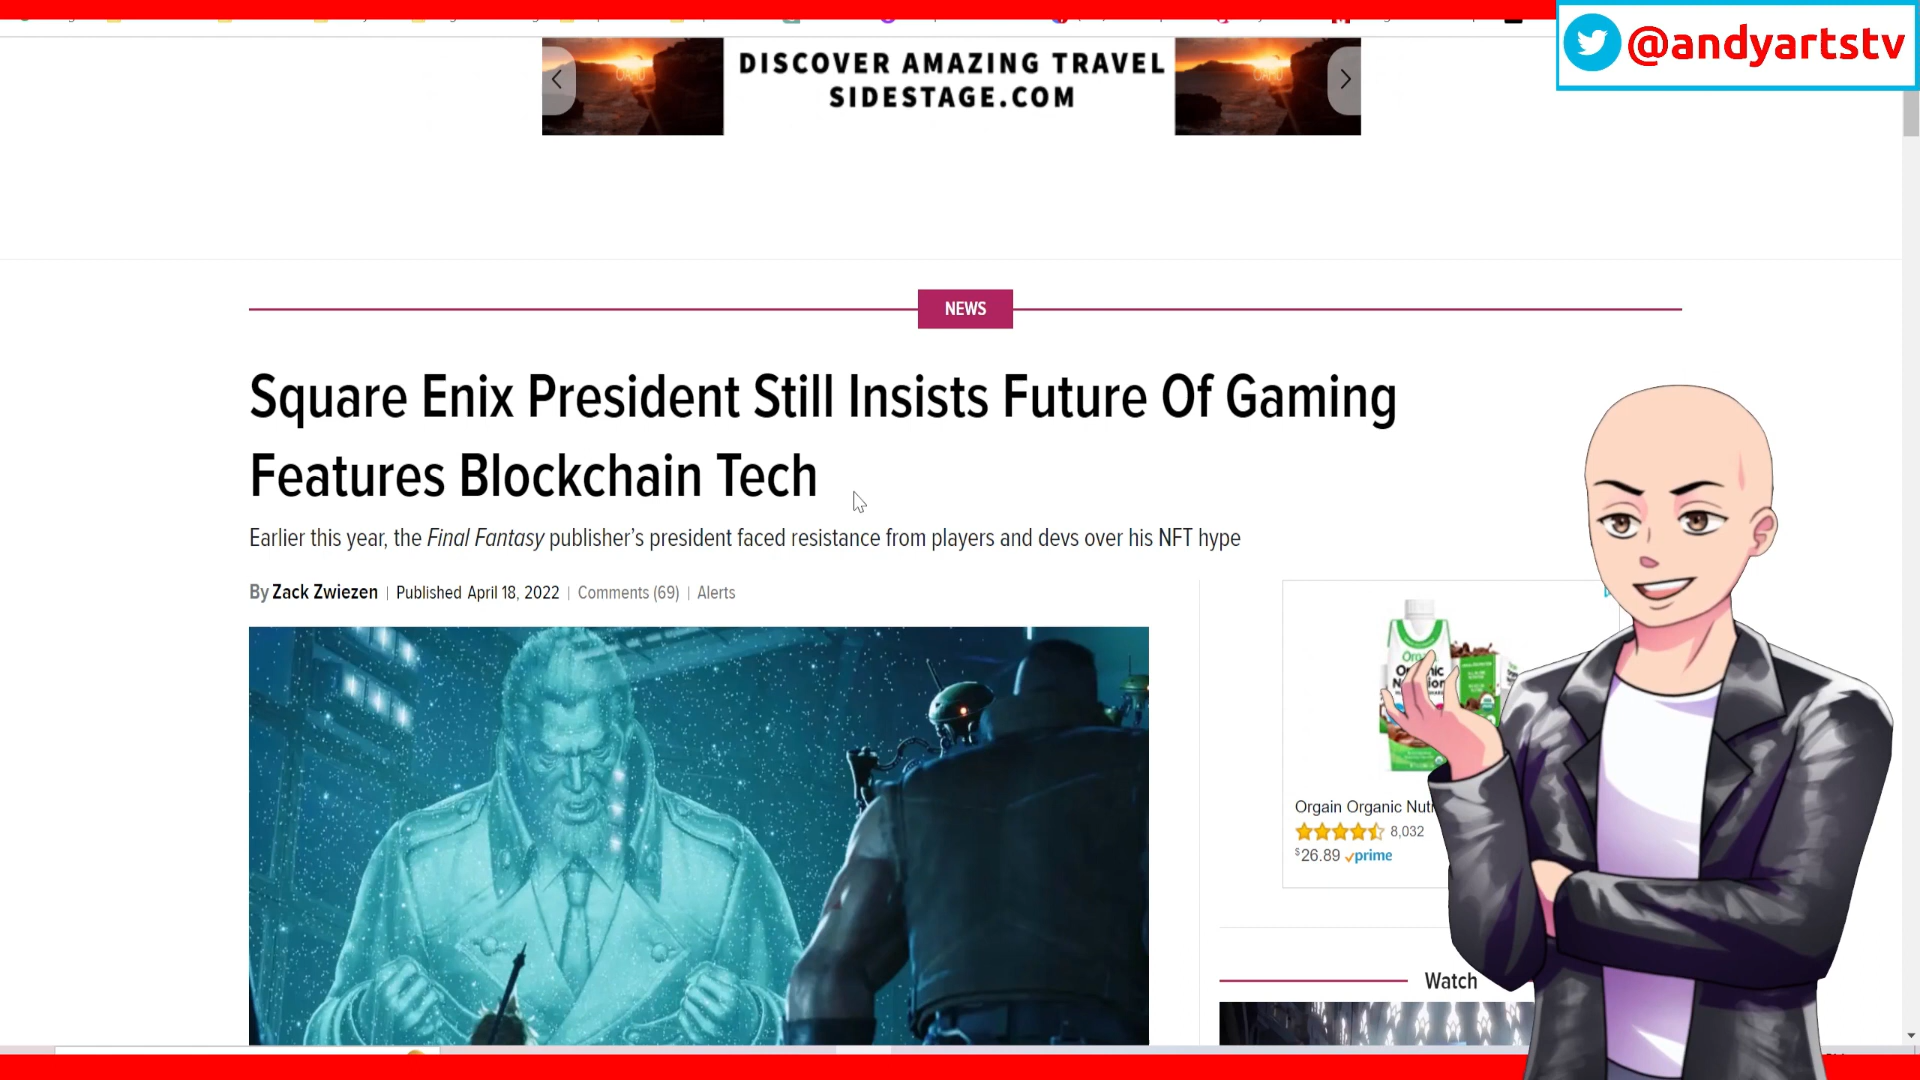 @andyartstv
DISCOVER AMAZING TRAVEL
SIDESTAGE.COM
NEWS
Square Enix President Still Insists Future Of Gaming
Features Blockchain Tech
Earlier this year, the Final Fantasy publisher’s president faced resistance from players and devs over his NFT hype
By Zack Zwiezen | Published April 18, 2022 | Comments (69) | Alerts
Orgain Organic
8,032
$26.89 prime
Watch